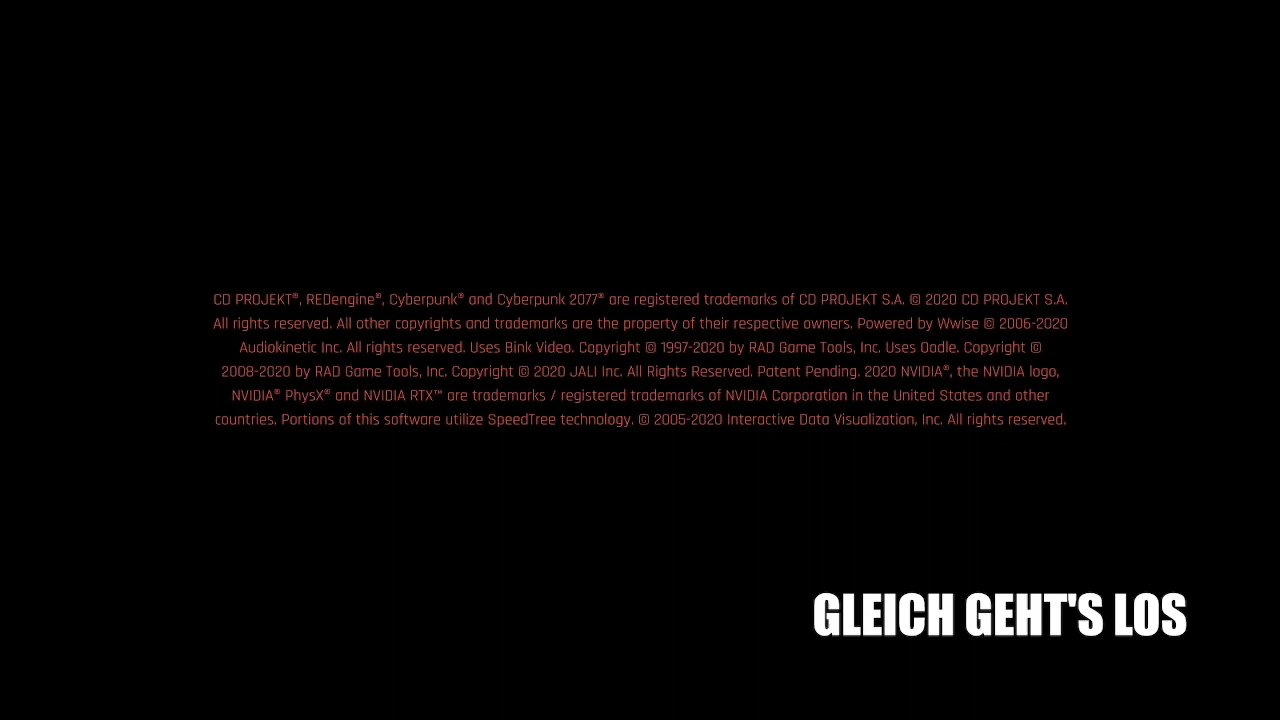 CD PROJEKT®, REDengine®, Cyberpunk® and Cyberpunk 2077® are registered trademarks of CD PROJEKT S.A. © 2020 CD PROJEKT S.A.
All rights reserved. All other copyrights and trademarks are the property of their respective owners. Powered by Wwise © 2006-2020
Audiokinetic Inc. All rights reserved. Uses Bink Video. Copyright © 1997-2020 by RAD Game Tools, Inc. Uses Oodle. Copyright ©
2008-2020 by RAD Game Tools, Inc. Copyright © 2020 JALI Inc. All Rights Reserved. Patent Pending. 2020 NVIDIA®, the NVIDIA logo,
NVIDIA® PhysX® and NVIDIA RTX™ are trademarks / registered trademarks of NVIDIA Corporation in the United States and other
countries. Portions of this software utilize SpeedTree technology. © 2005-2020 Interactive Data Visualization, Inc. All rights reserved.
GLEICH GEHT'S LOS